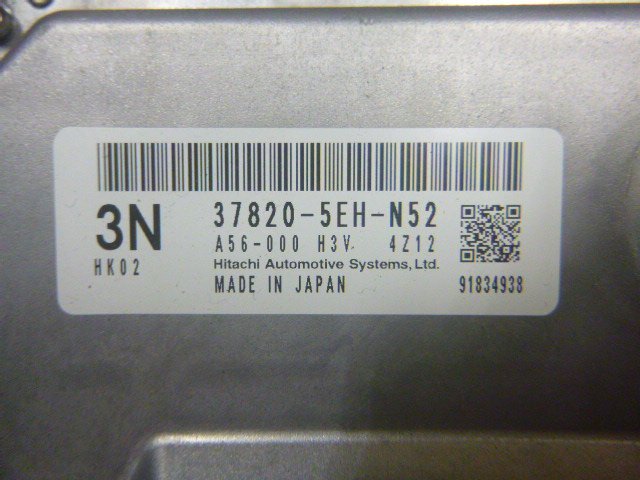 3N
37820-5EH-N52
A56-000 H3V 4Z12
HK02
Hitachi Automotive Systems, Ltd.
MADE IN JAPAN
91834938